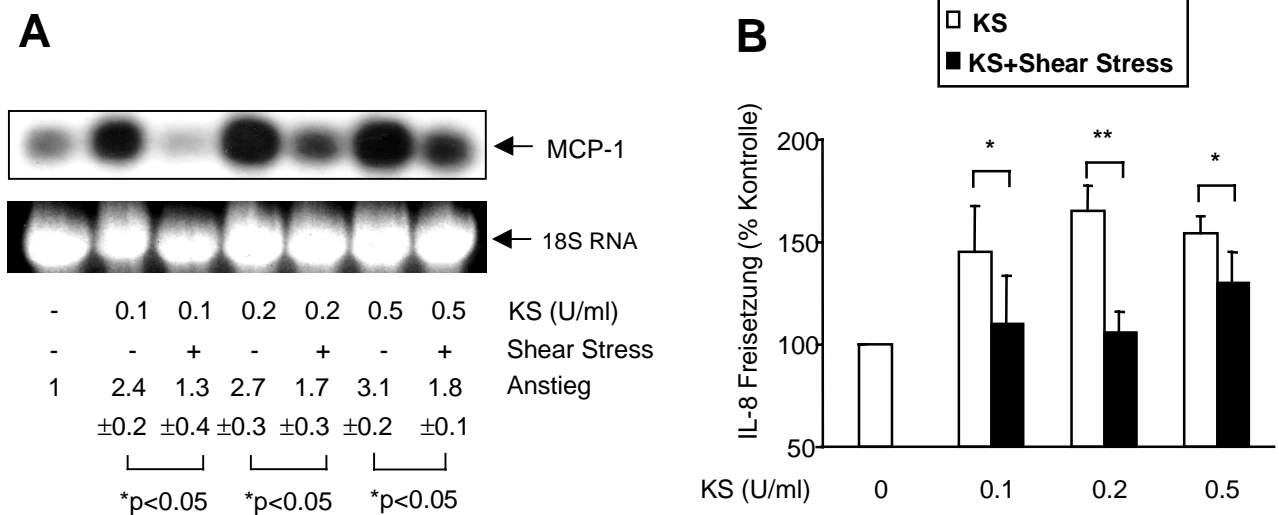 A
MCP-1
18S RNA
- 0.1 0.1 0.2 0.2 0.5 0.5 KS (U/ml)
- - + - + - + Shear Stress
1 2.4 1.3 2.7 1.7 3.1 1.8 Anstieg
±0.2 ±0.4 ±0.3 ±0.3 ±0.2 ±0.1
*p<0.05 *p<0.05 *p<0.05
B
KS
KS+Shear Stress
IL-8 Freisetzung (% Kontrolle)
200
150
100
50
* ** *
KS (U/ml) 0 0.1 0.2 0.5